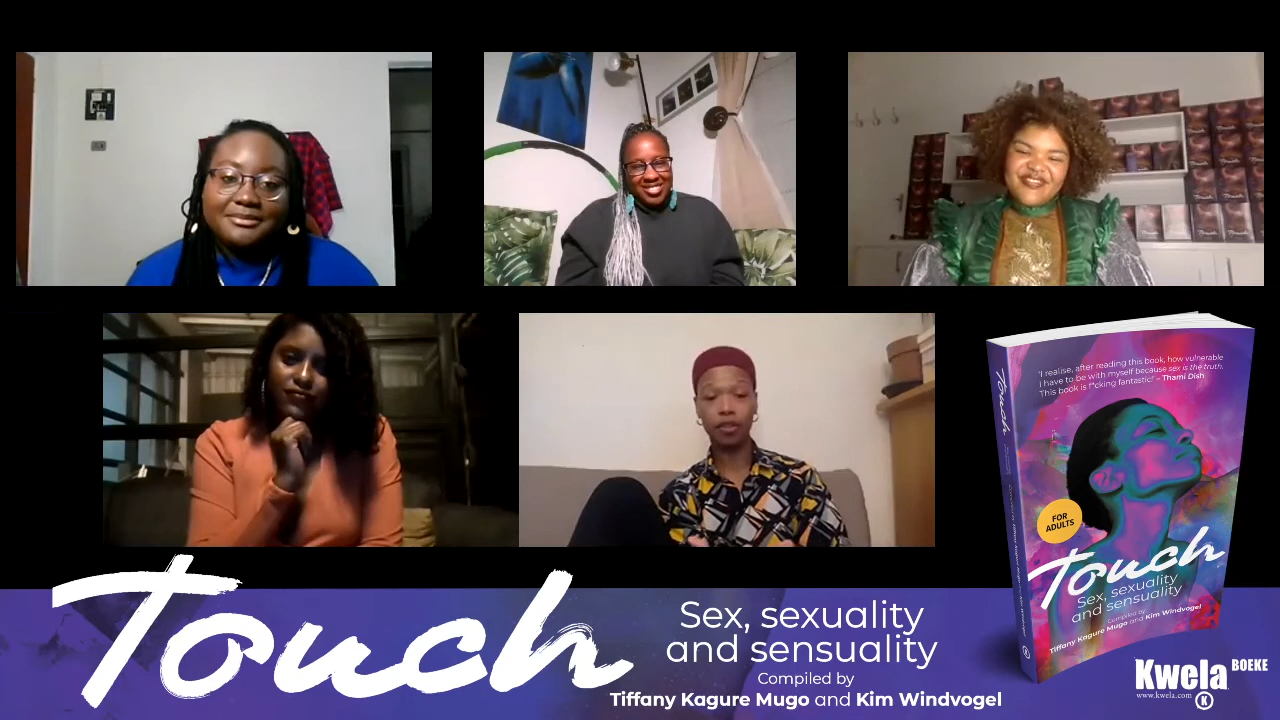 "I realise, after reading this book, how vulnerable
I have to be with myself because sex is the truth.
This book is f*cking fantastic!' – Thami Dish
FOR
ADULTS
Touch
Sex, sexuality
and sensuality
Compiled by
Tiffany Kagure Mugo and Kim Windvogel
Touch
Touch
Sex, sexuality
and sensuality
Compiled by
Tiffany Kagure Mugo and Kim Windvogel
Kwela BOEKE
www.kwela.com
K